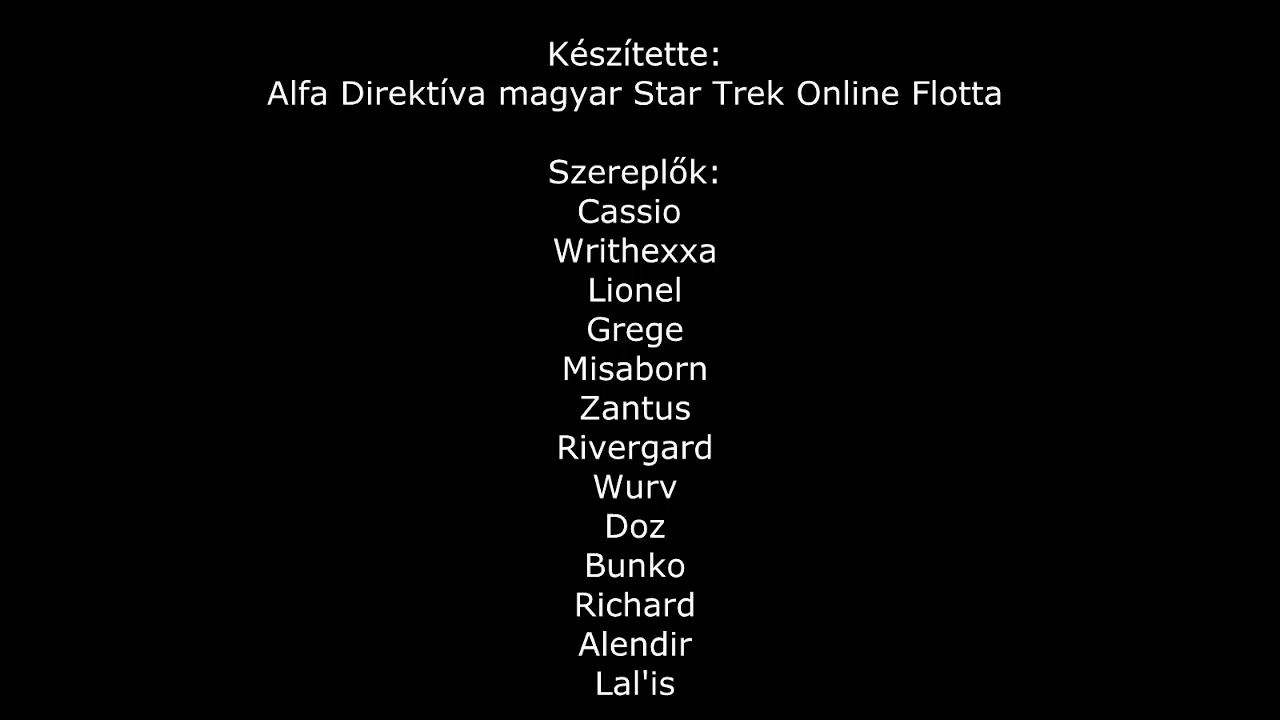 Készítette:
Alfa Direktíva magyar Star Trek Online Flotta
Szereplők:
Cassio
Writhexxa
Lionel
Grege
Misaborn
Zantus
Rivergard
Wurv
Doz
Bunko
Richard
Alendir
Lal'is